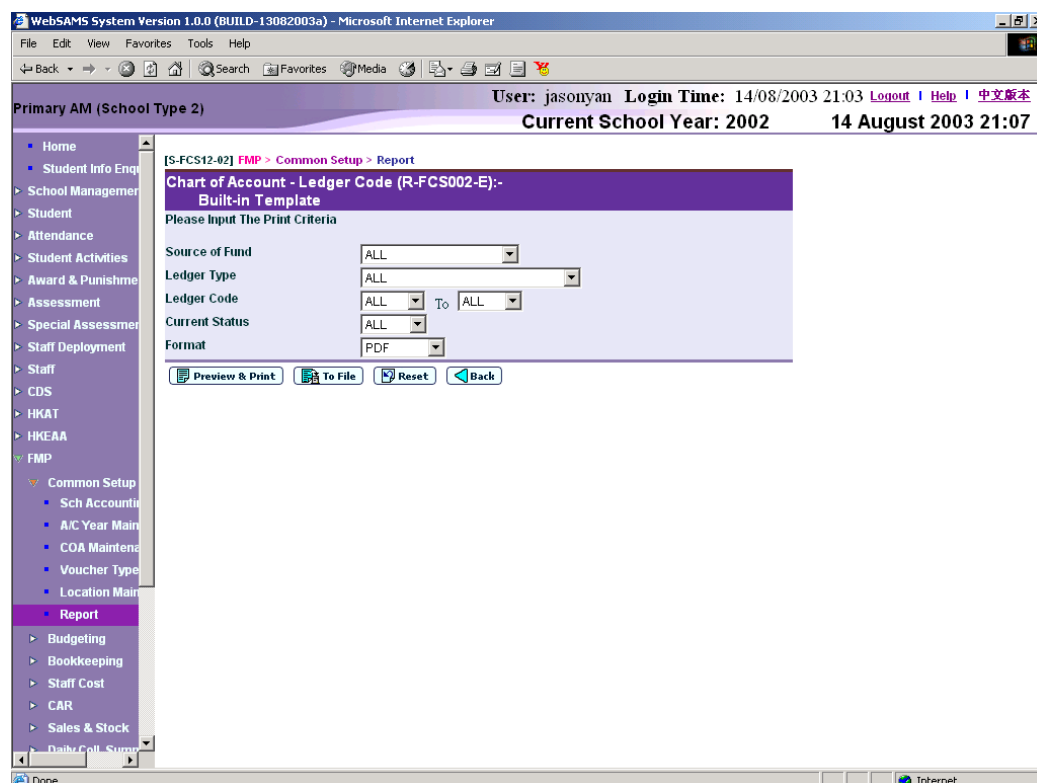 WebSAMS System Version 1.0.0 (BUILD-13082003a) - Microsoft Internet Explorer
File Edit View Favorites Tools Help
Back Search Favorites Media
Primary AM (School Type 2)
User: jasonyan Login Time: 14/08/2003 21:03 Logout | Help | 中文版本
Current School Year: 2002 14 August 2003 21:07
Home
Student Info Enq
School Managemer
Student
Attendance
Student Activities
Award & Punishme
Assessment
Special Assessmer
Staff Deployment
Staff
CDS
HKAT
HKEAA
FMP
Common Setup
Sch Accountin
A/C Year Main
COA Maintena
Voucher Type
Location Main
Report
Budgeting
Bookkeeping
Staff Cost
CAR
Sales & Stock
Daily Coll. Summ
[S-FCS12-02] FMP > Common Setup > Report
Chart of Account - Ledger Code (R-FCS002-E):-
Built-in Template
Please Input The Print Criteria
Source of Fund ALL
Ledger Type ALL
Ledger Code ALL To ALL
Current Status ALL
Format PDF
Preview & Print To File Reset Back
Done Internet